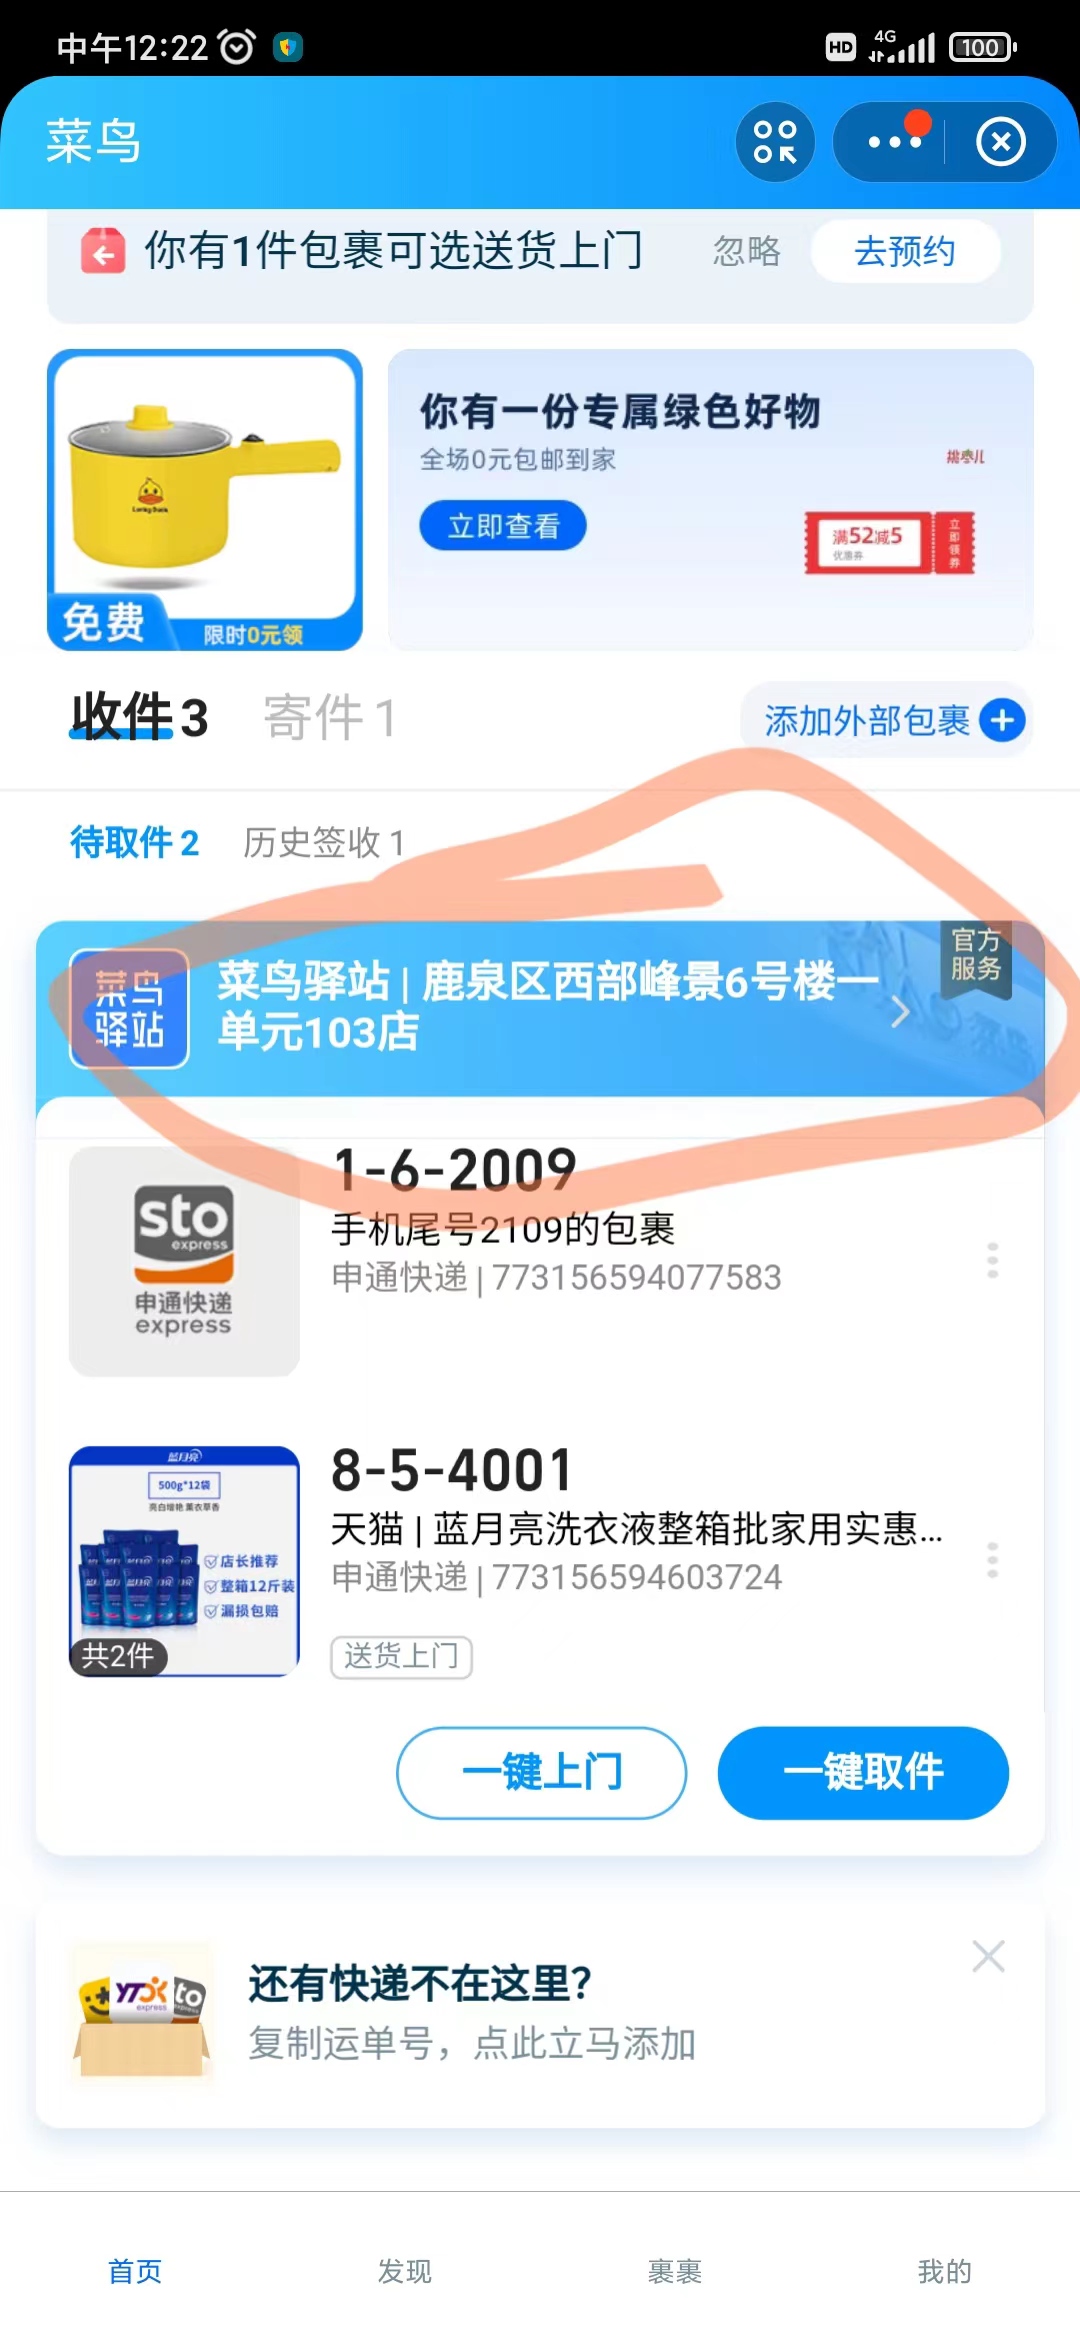 中午12:22
HD 4G 100
菜鸟
你有1件包裹可选送货上门 忽略 去预约
你有一份专属绿色好物
全场0元包邮到家
立即查看
满52减5
优惠券
立即领券
Loving Duck
免费 限时0元领
收件3 寄件1 添加外部包裹
待取件2 历史签收1
官方服务
菜鸟驿站
菜鸟驿站 | 鹿泉区西部峰景6号楼一
单元103店
1-6-2009
手机尾号2109的包裹
申通快递 | 773156594077583
sto
express
申通快递
express
8-5-4001
天猫 | 蓝月亮洗衣液整箱批家用实惠...
申通快递 | 773156594603724
送货上门
蓝月亮
500g*12袋
亮白增艳 薰衣草香
店长推荐
整箱12斤装
漏损包赔
共2件
一键上门 一键取件
还有快递不在这里?
复制运单号，点此立马添加
YTO
express
sto
首页 发现 裹裹 我的